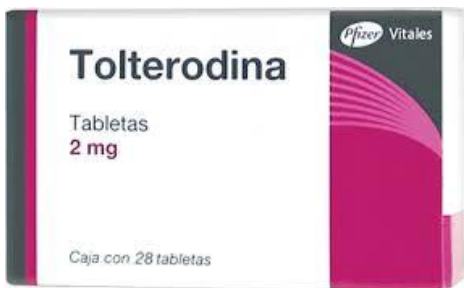 Pfizer Vitales
Tolterodina
Tabletas
2 mg
Caja con 28 tabletas